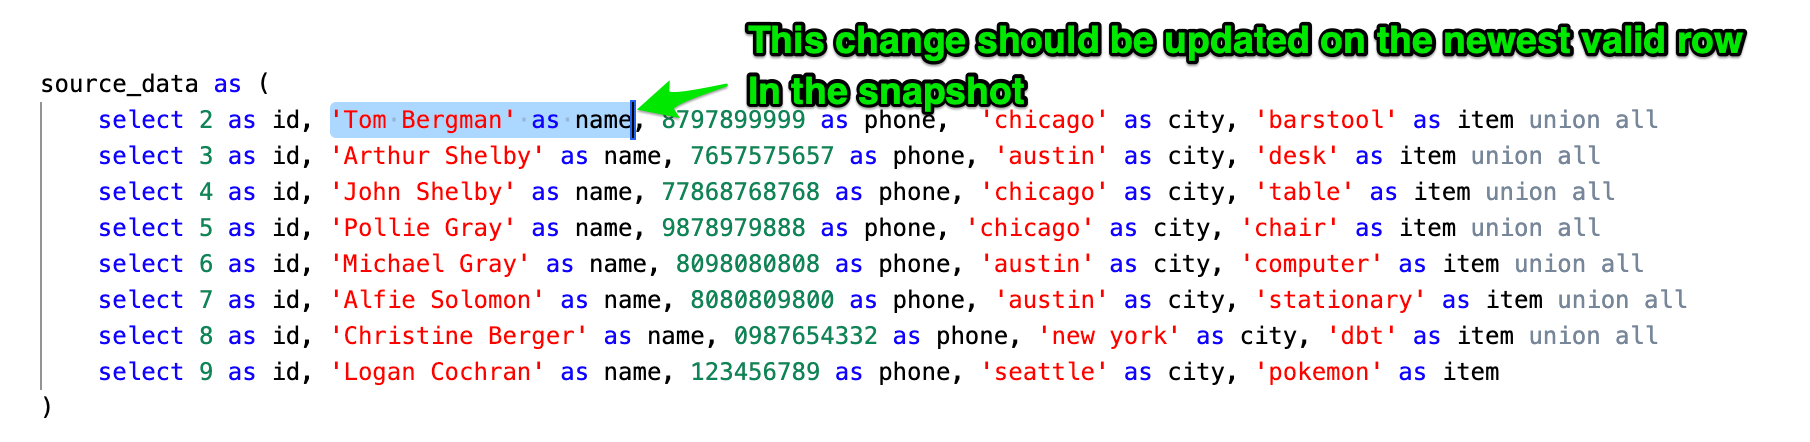 This change should be updated on the newest valid row
In the snapshot
source_data as (
select 2 as id, 'Tom Bergman' as name, 8797899999 as phone,  'chicago' as city, 'barstool' as item union all
select 3 as id, 'Arthur Shelby' as name, 7657575657 as phone, 'austin' as city, 'desk' as item union all
select 4 as id, 'John Shelby' as name, 77868768768 as phone, 'chicago' as city, 'table' as item union all
select 5 as id, 'Pollie Gray' as name, 9878979888 as phone, 'chicago' as city, 'chair' as item union all
select 6 as id, 'Michael Gray' as name, 8098080808 as phone, 'austin' as city, 'computer' as item union all
select 7 as id, 'Alfie Solomon' as name, 8080809800 as phone, 'austin' as city, 'stationary' as item union all
select 8 as id, 'Christine Berger' as name, 0987654332 as phone, 'new york' as city, 'dbt' as item union all
select 9 as id, 'Logan Cochran' as name, 123456789 as phone, 'seattle' as city, 'pokemon' as item
)